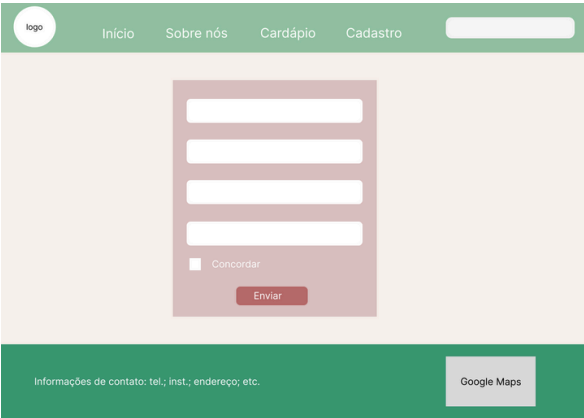 logo
Início
Sobre nós
Cardápio
Cadastro
Concordar
Enviar
Informações de contato: tel.; inst.; endereço; etc.
Google Maps